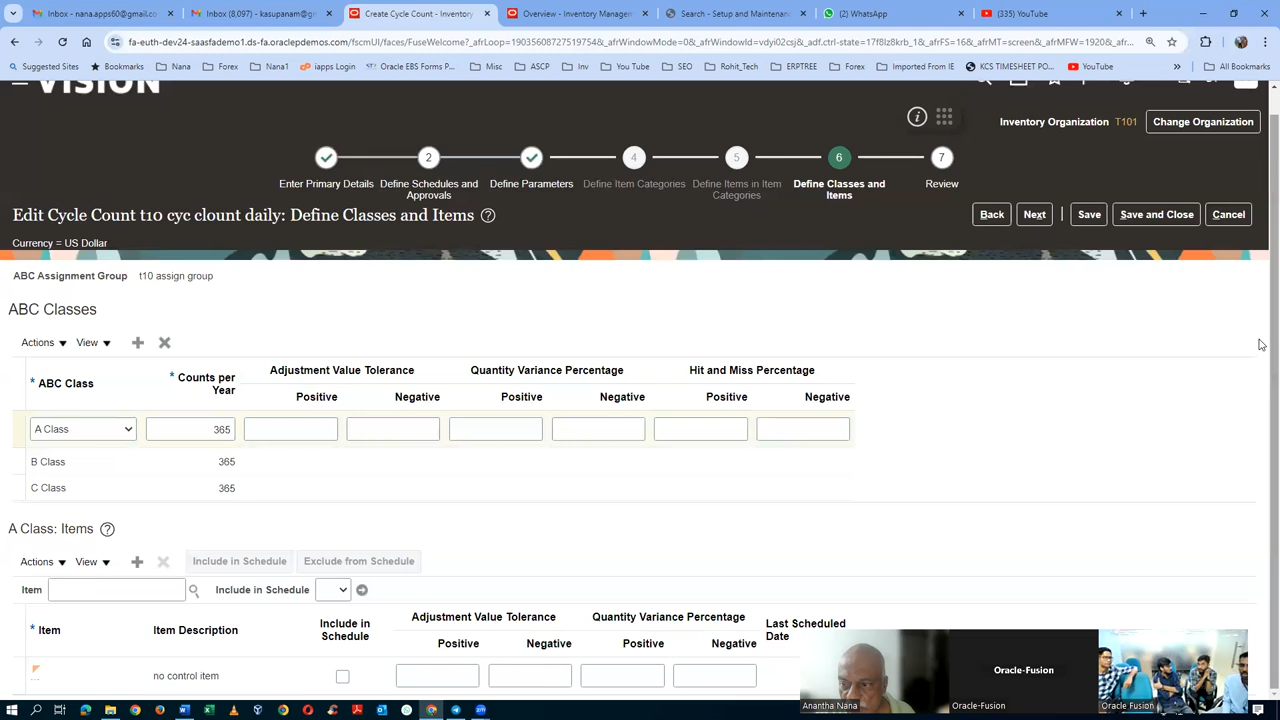 Inbox - nana.apps60@gmail.co
Inbox (8,097) - kasupanam@g
Create Cycle Count - Inventory
Overview - Inventory Managem
Search - Setup and Maintenanc
(2) WhatsApp
(335) YouTube
fa-euth-dev24-saasfademo1.ds-fa.oraclepdemos.com/fscmUI/faces/FuseWelcome?_afrLoop=19035608727519754&_afrWindowMode=0&_afrWindowId=vdyi02csj&_adf.ctrl-state=17f8lz8krb_1&_afrFS=16&_afrMT=screen&_afrMFW=1920&_afr...
Suggested Sites
Bookmarks
Nana
Forex
Nana1
iapps Login
Oracle EBS Forms P...
Misc
ASCP
Inv
You Tube
SEO
Rohit_Tech
ERPTREE
Forex
Imported From IE
KCS TIMESHEET PO...
YouTube
All Bookmarks
VISION
Inventory Organization T101
Change Organization
2 4 5 6 7
Enter Primary Details
Define Schedules and Approvals
Define Parameters
Define Item Categories
Define Items in Item Categories
Define Classes and Items
Review
Edit Cycle Count t10 cyc clount daily: Define Classes and Items
Back Next Save Save and Close Cancel
Currency = US Dollar
ABC Assignment Group t10 assign group
ABC Classes
Actions View
* ABC Class
* Counts per Year
Adjustment Value Tolerance
Quantity Variance Percentage
Hit and Miss Percentage
Positive Negative Positive Negative Positive Negative
A Class 365
B Class 365
C Class 365
A Class: Items
Actions View Include in Schedule Exclude from Schedule
Item Include in Schedule
* Item
Item Description
Include in Schedule
Adjustment Value Tolerance
Quantity Variance Percentage
Last Scheduled Date
Positive Negative Positive Negative
... no control item
Oracle-Fusion
Anantha Nana
Oracle-Fusion
Oracle Fusion